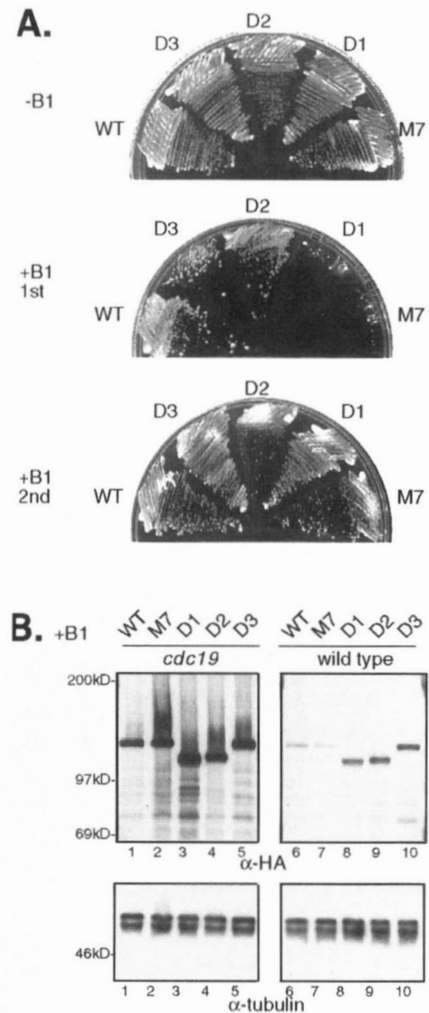 A.
D2
D3 D1
-B1
WT M7
D2
D3 D1
+B1
1st
WT M7
D2
D3 D1
+B1
2nd
WT M7
B. +B1 WT M7 D1 D2 D3 WT M7 D1 D2 D3
cdc19 wild type
200kD-
97kD-
69kD-
1 2 3 4 5 6 7 8 9 10
α-HA
46kD-
1 2 3 4 5 6 7 8 9 10
α-tubulin